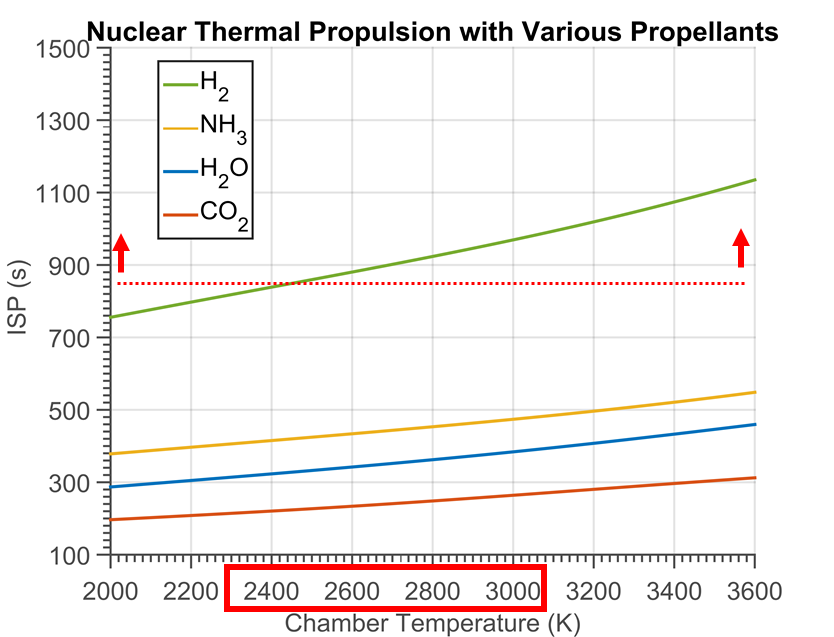 Nuclear Thermal Propulsion with Various Propellants
1500
1300
1100
900
700
500
300
100
ISP (s)
H₂
NH₃
H₂O
CO₂
2000 2200 2400 2600 2800 3000 3200 3400 3600
Chamber Temperature (K)